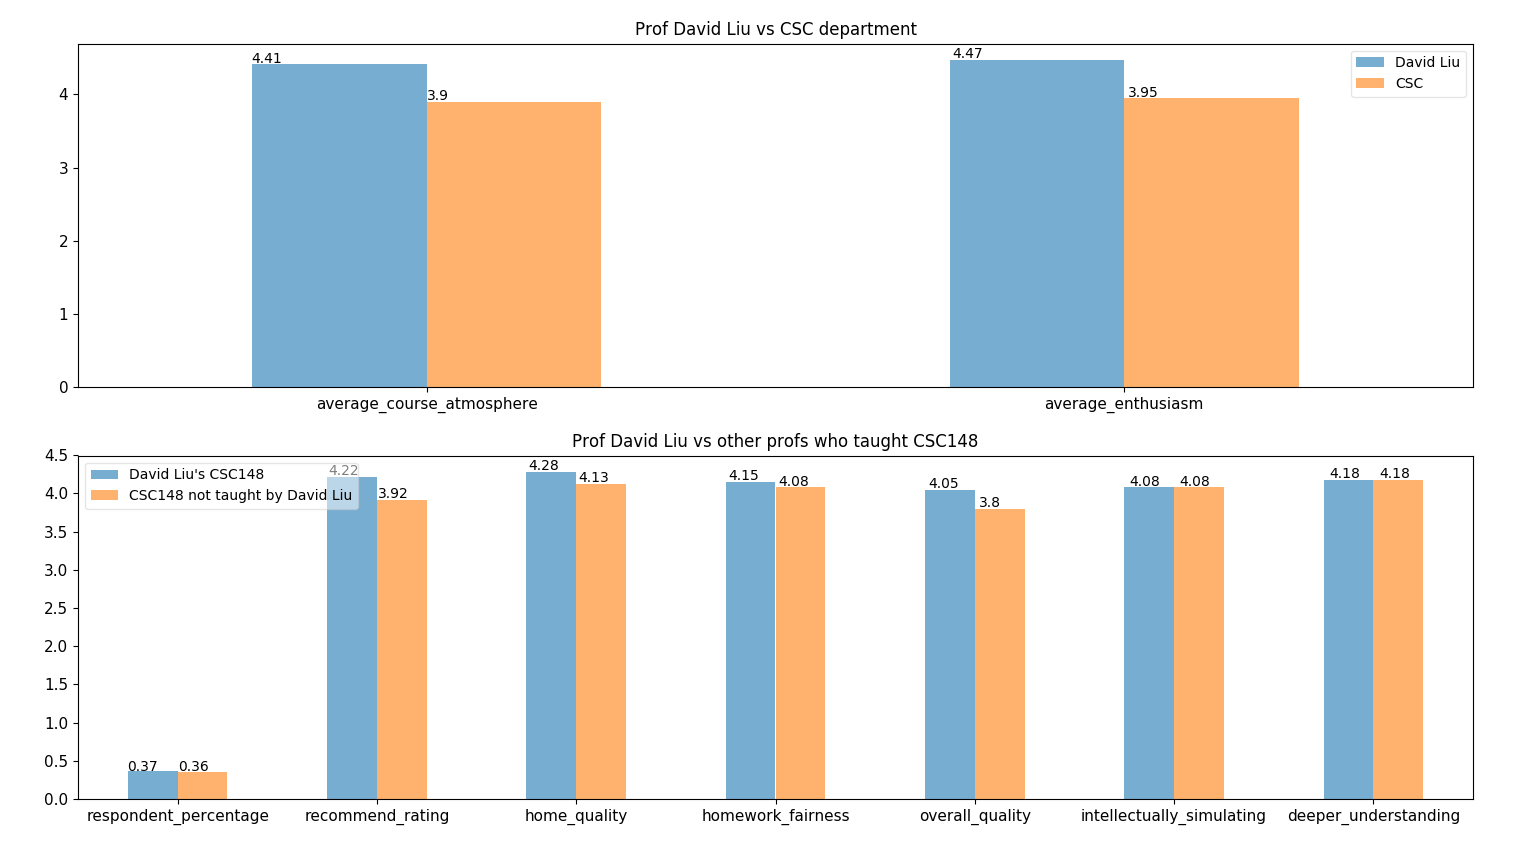 Prof David Liu vs CSC department
4.41
3.9
4.47
3.95
David Liu
CSC
4
3
2
1
0
average_course_atmosphere
average_enthusiasm
Prof David Liu vs other profs who taught CSC148
David Liu's CSC148
CSC148 not taught by David Liu
4.5
4.0
3.5
3.0
2.5
2.0
1.5
1.0
0.5
0.0
0.37
0.36
4.22
3.92
4.28
4.13
4.15
4.08
4.05
3.8
4.08
4.08
4.18
4.18
respondent_percentage
recommend_rating
home_quality
homework_fairness
overall_quality
intellectually_simulating
deeper_understanding